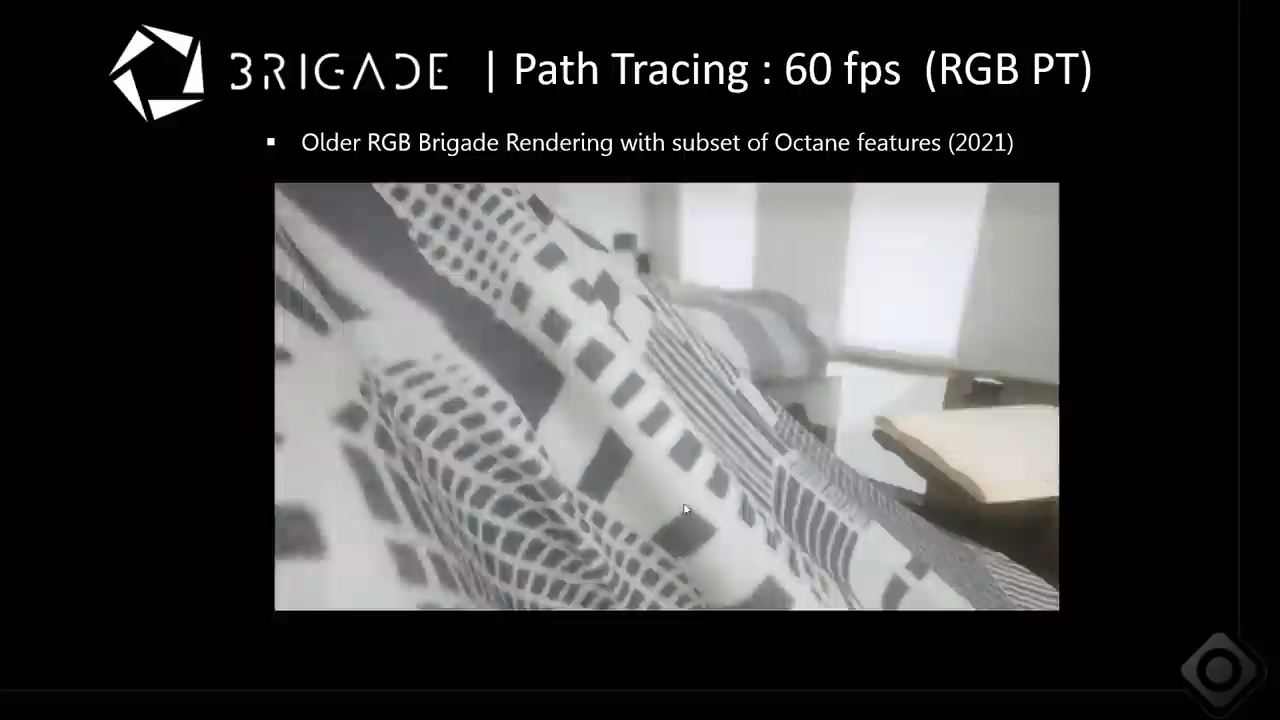 BRIGADE | Path Tracing : 60 fps (RGB PT)
▪ Older RGB Brigade Rendering with subset of Octane features (2021)